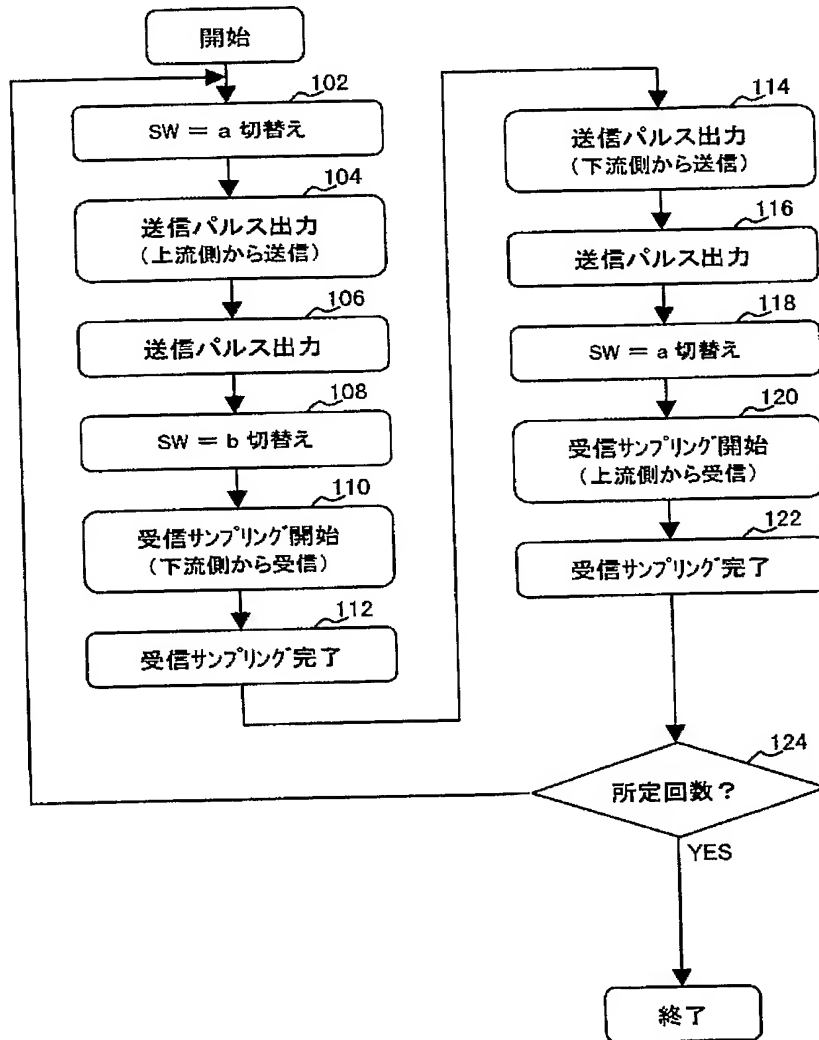 開始
102
SW = a 切替え
104
送信パルス出力
(上流側から送信)
106
送信パルス出力
108
SW = b 切替え
110
受信サンプリング開始
(下流側から受信)
112
受信サンプリング完了
114
送信パルス出力
(下流側から送信)
116
送信パルス出力
118
SW = a 切替え
120
受信サンプリング開始
(上流側から受信)
122
受信サンプリング完了
124
所定回数?
YES
終了